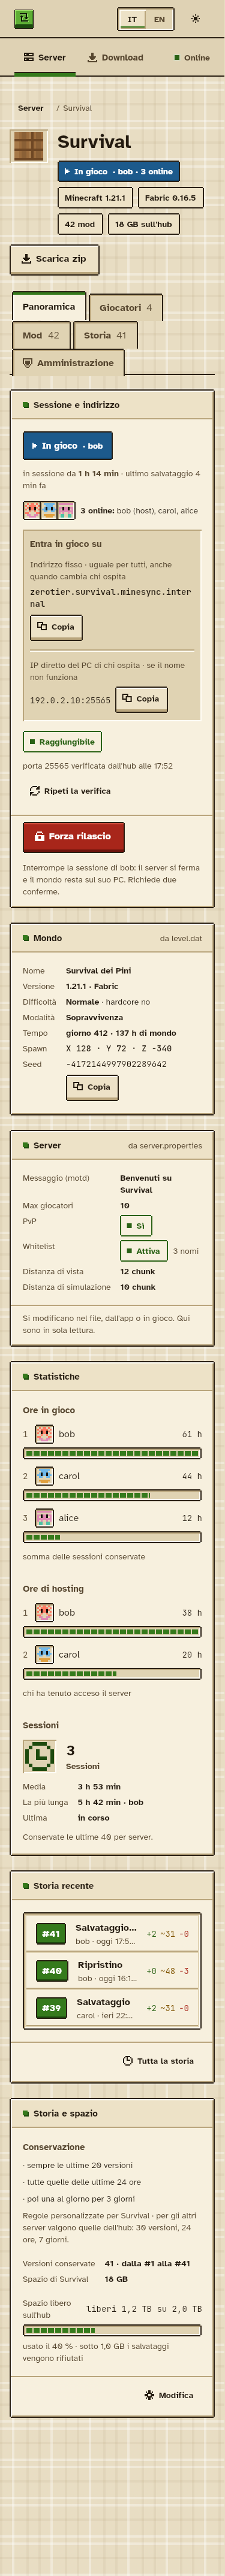 IT EN
Server Download Online
Server / Survival
Survival
In gioco · bob · 3 online
Minecraft 1.21.1 Fabric 0.16.5
42 mod 18 GB sull'hub
Scarica zip
Panoramica Giocatori 4
Mod 42 Storia 41
Amministrazione
Sessione e indirizzo
In gioco · bob
in sessione da 1 h 14 min · ultimo salvataggio 4
min fa
3 online: bob (host), carol, alice
Entra in gioco su
Indirizzo fisso · uguale per tutti, anche
quando cambia chi ospita
zerotier.survival.minesync.inter
nal
Copia
IP diretto del PC di chi ospita · se il nome
non funziona
192.0.2.10:25565 Copia
Raggiungibile
porta 25565 verificata dall'hub alle 17:52
Ripeti la verifica
Forza rilascio
Interrompe la sessione di bob: il server si ferma
e il mondo resta sul suo PC. Richiede due
conferme.
Mondo da level.dat
Nome Survival dei Pini
Versione 1.21.1 · Fabric
Difficoltà Normale · hardcore no
Modalità Sopravvivenza
Tempo giorno 412 · 137 h di mondo
Spawn X 128 · Y 72 · Z -340
Seed -4172144997902289642
Copia
Server da server.properties
Messaggio (motd) Benvenuti su
Survival
Max giocatori 10
PvP Sì
Whitelist Attiva 3 nomi
Distanza di vista 12 chunk
Distanza di simulazione 10 chunk
Si modificano nel file, dall'app o in gioco. Qui
sono in sola lettura.
Statistiche
Ore in gioco
1 bob 61 h
2 carol 44 h
3 alice 12 h
somma delle sessioni conservate
Ore di hosting
1 bob 38 h
2 carol 20 h
chi ha tenuto acceso il server
Sessioni
3
Sessioni
Media 3 h 53 min
La più lunga 5 h 42 min · bob
Ultima in corso
Conservate le ultime 40 per server.
Storia recente
#41 Salvataggio... +2 ~31 -0
bob · oggi 17:5...
#40 Ripristino +0 ~48 -3
bob · oggi 16:1...
#39 Salvataggio +2 ~31 -0
carol · ieri 22:...
Tutta la storia
Storia e spazio
Conservazione
· sempre le ultime 20 versioni
· tutte quelle delle ultime 24 ore
· poi una al giorno per 3 giorni
Regole personalizzate per Survival · per gli altri
server valgono quelle dell'hub: 30 versioni, 24
ore, 7 giorni.
Versioni conservate 41 · dalla #1 alla #41
Spazio di Survival 18 GB
Spazio libero
sull'hub liberi 1,2 TB su 2,0 TB
usato il 40 % · sotto 1,0 GB i salvataggi
vengono rifiutati
Modifica